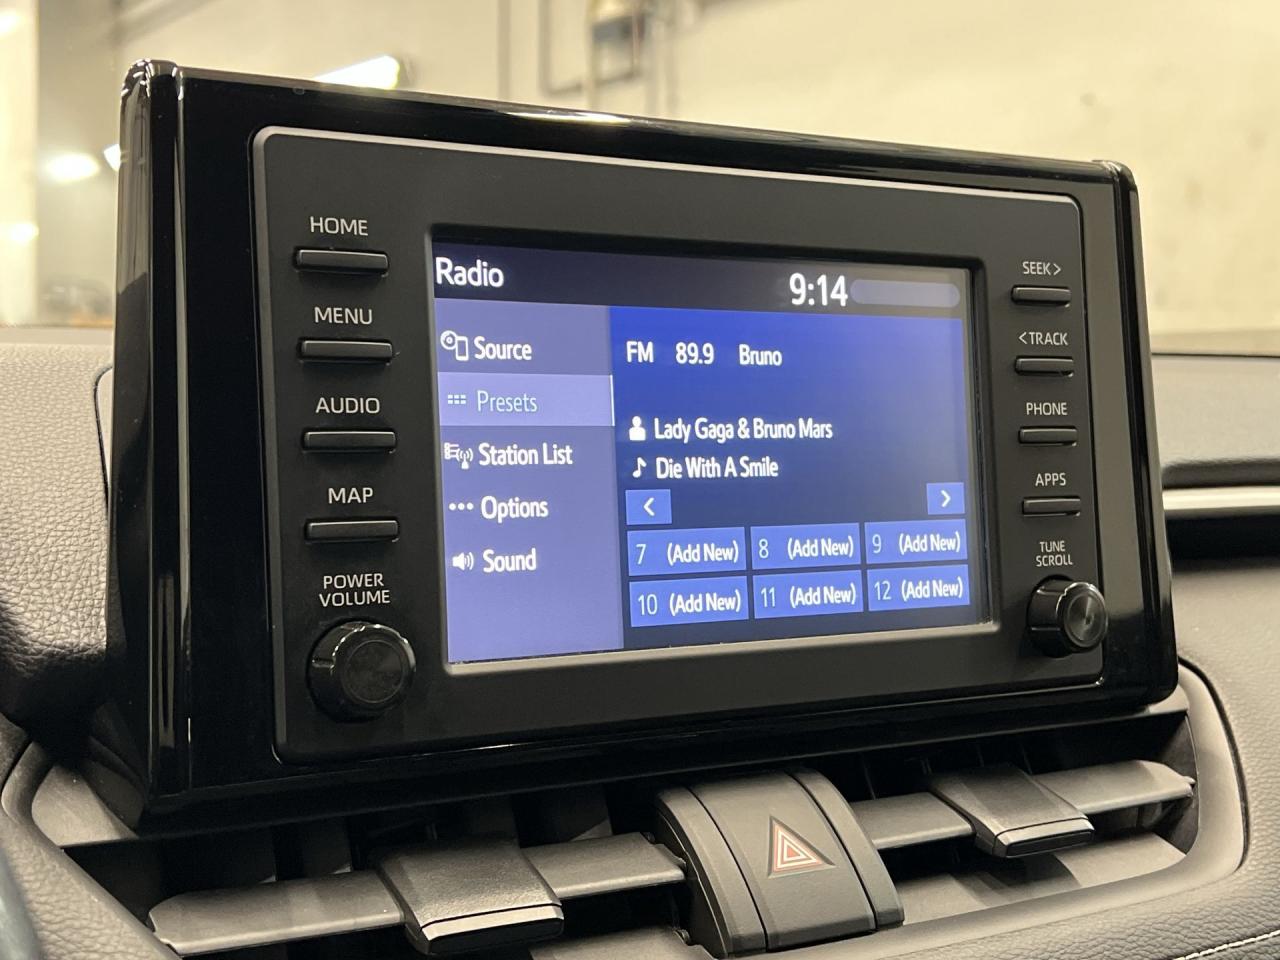 HOME
MENU
AUDIO
MAP
POWER
VOLUME
Radio
9:14
Source
Presets
Station List
Options
Sound
FM 89.9 Bruno
Lady Gaga & Bruno Mars
Die With A Smile
< >
7 (Add New) 8 (Add New) 9 (Add New)
10 (Add New) 11 (Add New) 12 (Add New)
SEEK >
< TRACK
PHONE
APPS
TUNE
SCROLL